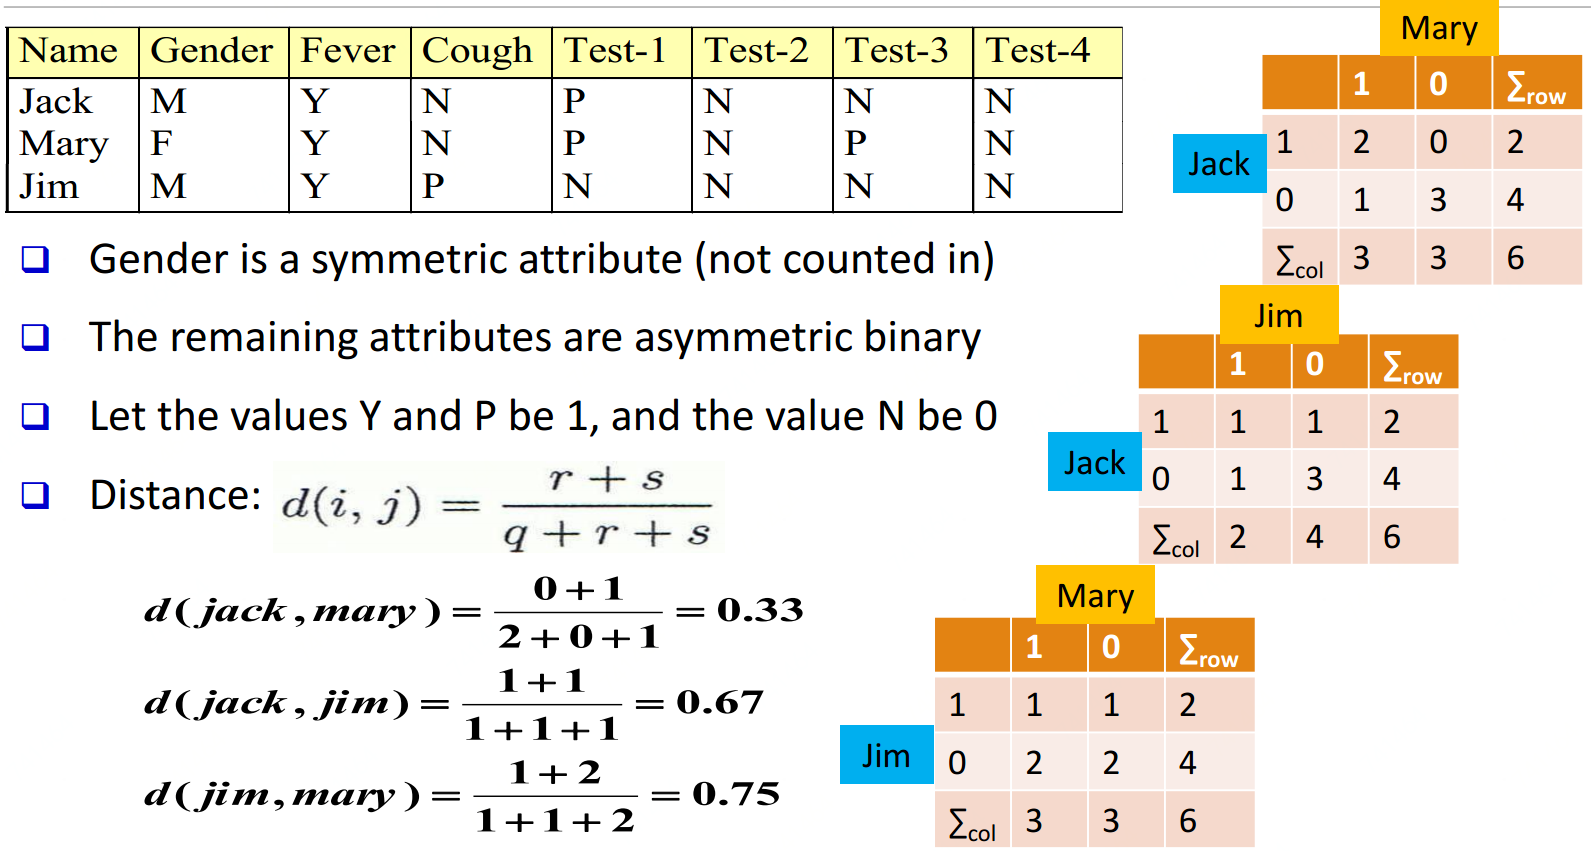 Name Gender Fever Cough Test-1 Test-2 Test-3 Test-4
Jack M Y N P N N N
Mary F Y N P N P N
Jim M Y P N N N N
Gender is a symmetric attribute (not counted in)
The remaining attributes are asymmetric binary
Let the values Y and P be 1, and the value N be 0
Distance: d(i, j) = \frac{r + s}{q + r + s}
d(jack, mary) = \frac{0+1}{2+0+1} = 0.33
d(jack, jim) = \frac{1+1}{1+1+1} = 0.67
d(jim, mary) = \frac{1+2}{1+1+2} = 0.75
Mary
1 0 ∑row
Jack
1 2 0 2
0 1 3 4
∑col 3 3 6
Jim
1 0 ∑row
Jack
1 1 1 2
0 1 3 4
∑col 2 4 6
Mary
1 0 ∑row
Jim
1 1 1 2
0 2 2 4
∑col 3 3 6